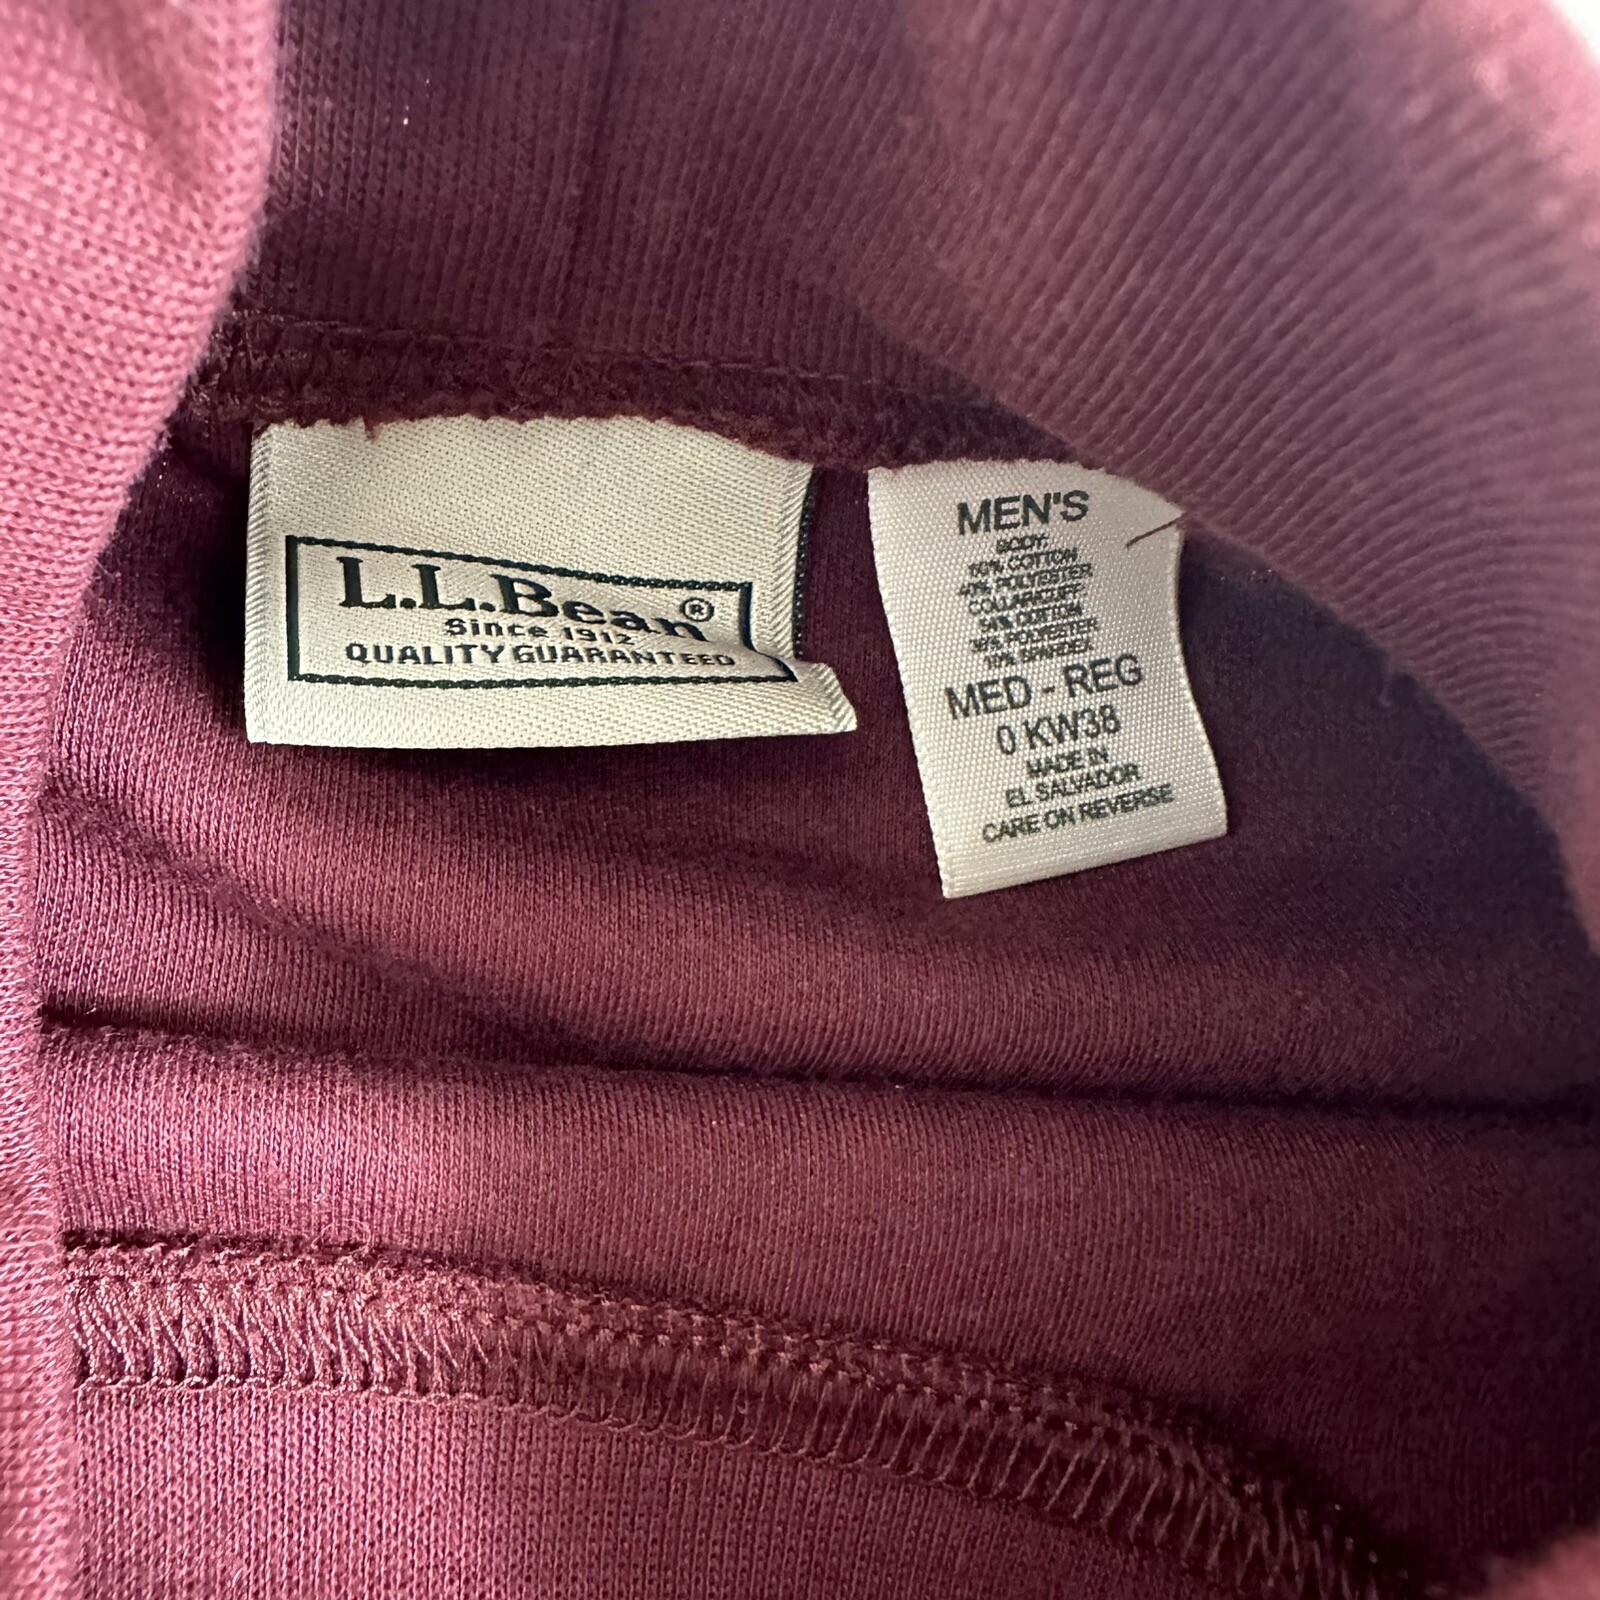 L.L.Bean®
Since 1912
QUALITY GUARANTEED
MEN'S
BODY:
60% COTTON
40% POLYESTER
COLLAR/CUFF
54% COTTON
36% POLYESTER
10% SPANDEX
MED - REG
0 KW38
MADE IN
EL SALVADOR
CARE ON REVERSE